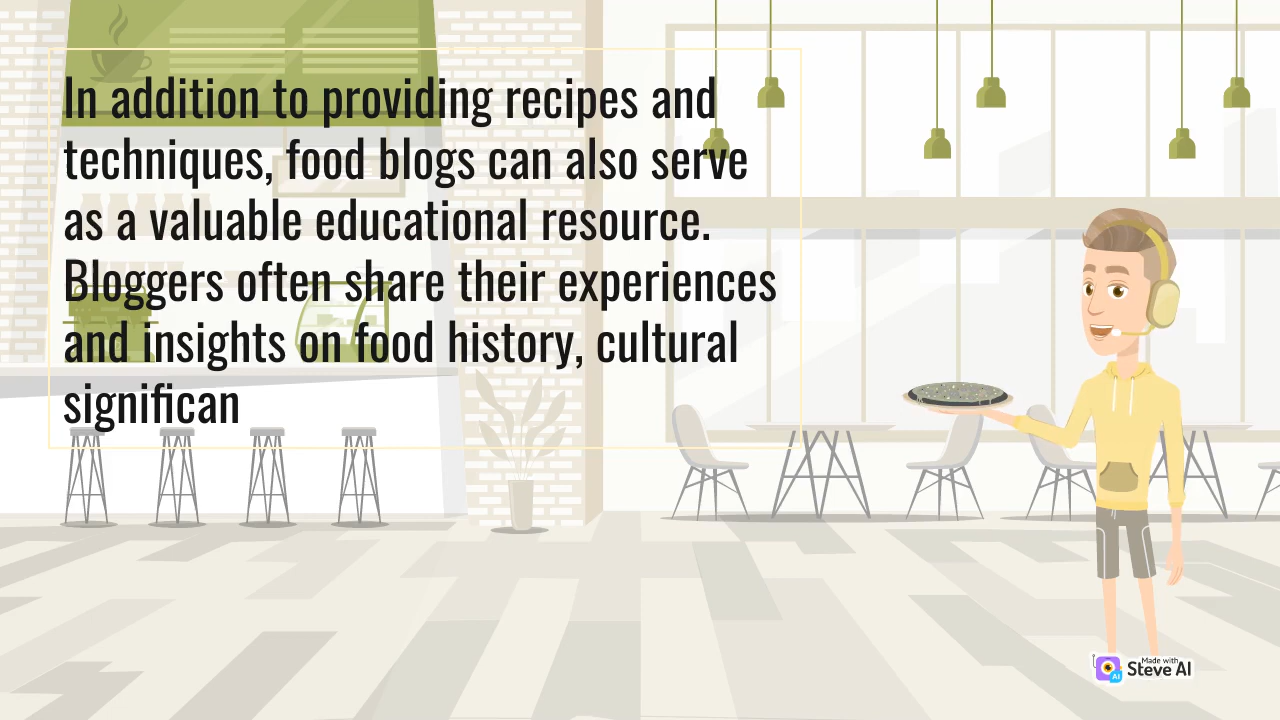 In addition to providing recipes and
techniques, food blogs can also serve
as a valuable educational resource.
Bloggers often share their experiences
and insights on food history, cultural
significan
Made with
Steve AI
AI